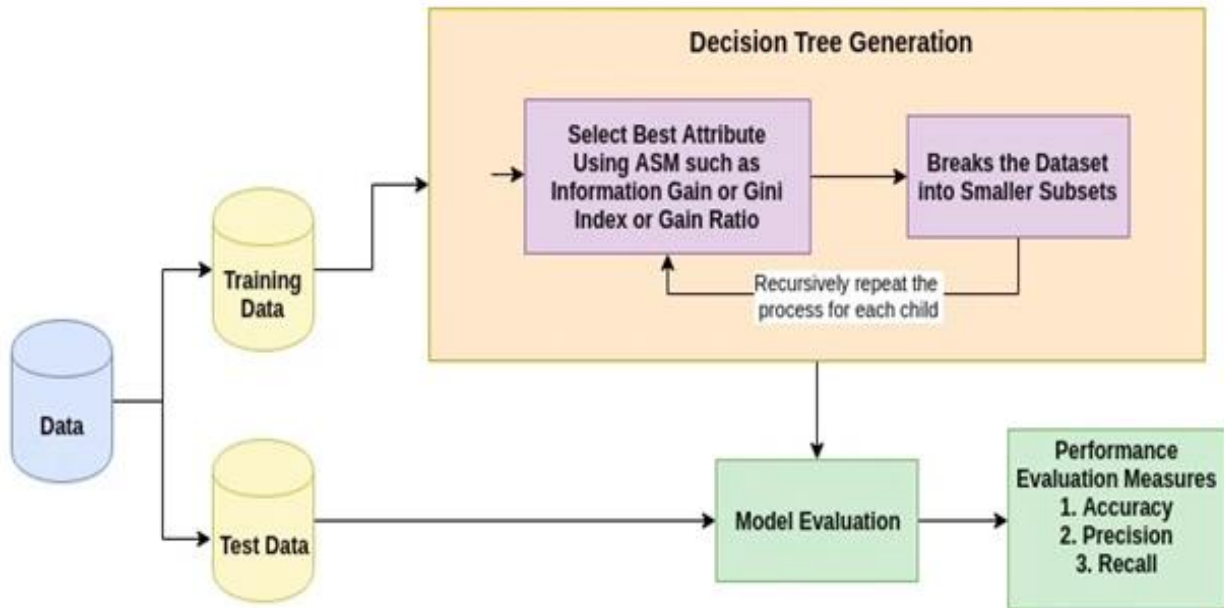 Decision Tree Generation
Select Best Attribute
Using ASM such as
Information Gain or Gini
Index or Gain Ratio
Breaks the Dataset
into Smaller Subsets
Recursively repeat the
process for each child
Training
Data
Data
Test Data
Model Evaluation
Performance
Evaluation Measures
1. Accuracy
2. Precision
3. Recall